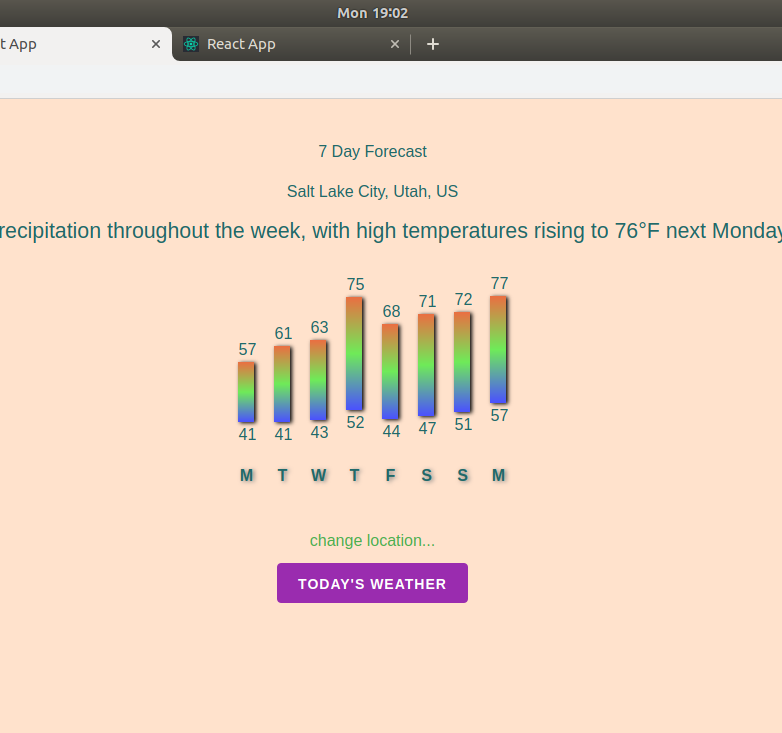 Mon 19:02
t App
React App
7 Day Forecast
Salt Lake City, Utah, US
recipitation throughout the week, with high temperatures rising to 76°F next Monday
57 61 63 75 68 71 72 77
41 41 43 52 44 47 51 57
M T W T F S S M
change location...
TODAY'S WEATHER